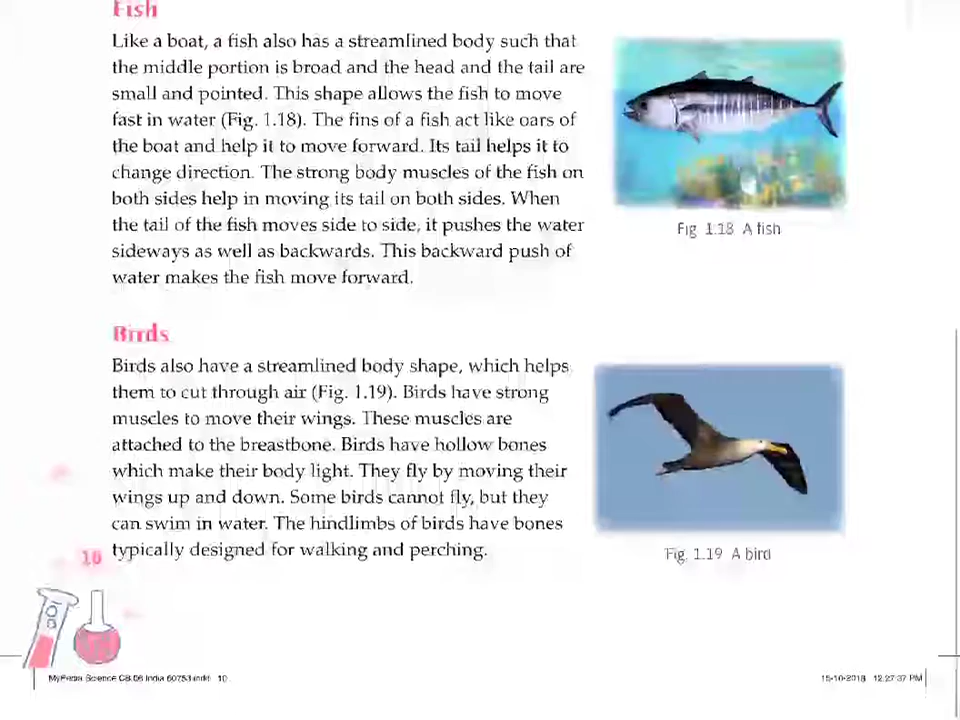 Fish
Like a boat, a fish also has a streamlined body such that
the middle portion is broad and the head and the tail are
small and pointed. This shape allows the fish to move
fast in water (Fig. 1.18). The fins of a fish act like oars of
the boat and help it to move forward. Its tail helps it to
change direction. The strong body muscles of the fish on
both sides help in moving its tail on both sides. When
the tail of the fish moves side to side, it pushes the water
sideways as well as backwards. This backward push of
water makes the fish move forward.
Fig 1.18 A fish
Birds
Birds also have a streamlined body shape, which helps
them to cut through air (Fig. 1.19). Birds have strong
muscles to move their wings. These muscles are
attached to the breastbone. Birds have hollow bones
which make their body light. They fly by moving their
wings up and down. Some birds cannot fly, but they
can swim in water. The hindlimbs of birds have bones
typically designed for walking and perching.
Fig. 1.19 A bird
10
Science CB 06 India 10
15-10-2018 12:27:37 PM